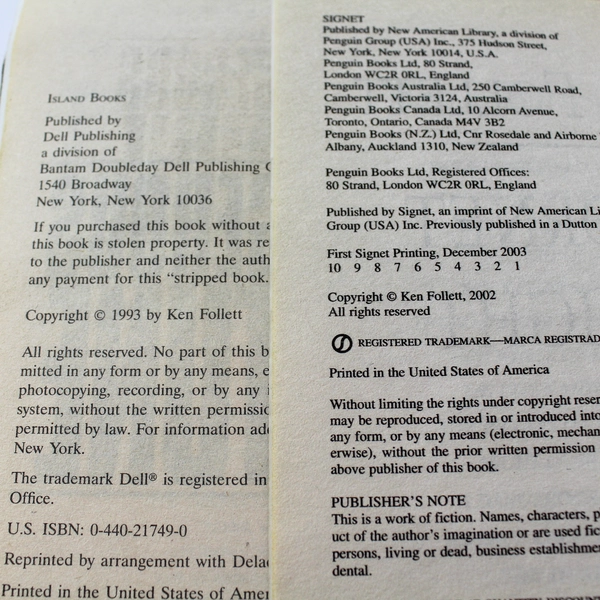 ISLAND BOOKS
Published by
Dell Publishing
a division of
Bantam Doubleday Dell Publishing
1540 Broadway
New York, New York 10036
If you purchased this book without
this book is stolen property. It was re
to the publisher and neither the auth
any payment for this “stripped book.
Copyright © 1993 by Ken Follett
All rights reserved. No part of this b
mitted in any form or by any means, e
photocopying, recording, or by any
system, without the written permissio
permitted by law. For information ad
New York.
The trademark Dell® is registered in
Office.
U.S. ISBN: 0-440-21749-0
Reprinted by arrangement with Dela
Printed in the United States of Amer
SIGNET
Published by New American Library, a division of
Penguin Group (USA) Inc., 375 Hudson Street,
New York, New York 10014, U.S.A.
Penguin Books Ltd, 80 Strand,
London WC2R 0RL, England
Penguin Books Australia Ltd, 250 Camberwell Road,
Camberwell, Victoria 3124, Australia
Penguin Books Canada Ltd, 10 Alcorn Avenue,
Toronto, Ontario, Canada M4V 3B2
Penguin Books (N.Z.) Ltd, Cnr Rosedale and Airborne
Albany, Auckland 1310, New Zealand
Penguin Books Ltd, Registered Offices:
80 Strand, London WC2R 0RL, England
Published by Signet, an imprint of New American Li
Group (USA) Inc. Previously published in a Dutton
First Signet Printing, December 2003
10 9 8 7 6 5 4 3 2 1
Copyright © Ken Follett, 2002
All rights reserved
REGISTERED TRADEMARK—MARCA REGISTRAD
Printed in the United States of America
Without limiting the rights under copyright reser
may be reproduced, stored in or introduced into
any form, or by any means (electronic, mechan
erwise), without the prior written permission
above publisher of this book.
PUBLISHER'S NOTE
This is a work of fiction. Names, characters, p
uct of the author's imagination or are used fic
persons, living or dead, business establishme
dental.